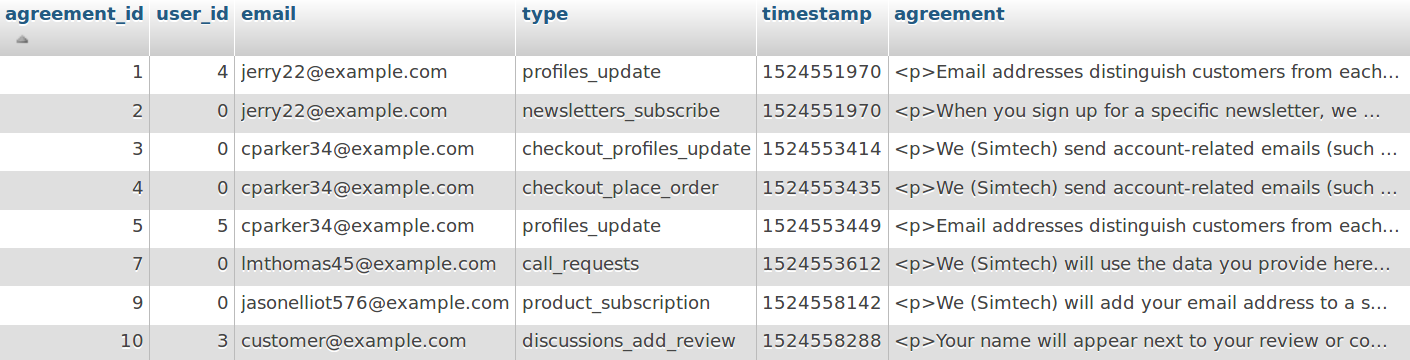 agreement_id user_id email type timestamp agreement
1 4 jerry22@example.com profiles_update 1524551970 <p>Email addresses distinguish customers from each...
2 0 jerry22@example.com newsletters_subscribe 1524551970 <p>When you sign up for a specific newsletter, we ...
3 0 cparker34@example.com checkout_profiles_update 1524553414 <p>We (Simtech) send account-related emails (such ...
4 0 cparker34@example.com checkout_place_order 1524553435 <p>We (Simtech) send account-related emails (such ...
5 5 cparker34@example.com profiles_update 1524553449 <p>Email addresses distinguish customers from each...
7 0 lmthomas45@example.com call_requests 1524553612 <p>We (Simtech) will use the data you provide here...
9 0 jasonelliot576@example.com product_subscription 1524558142 <p>We (Simtech) will add your email address to a s...
10 3 customer@example.com discussions_add_review 1524558288 <p>Your name will appear next to your review or co...